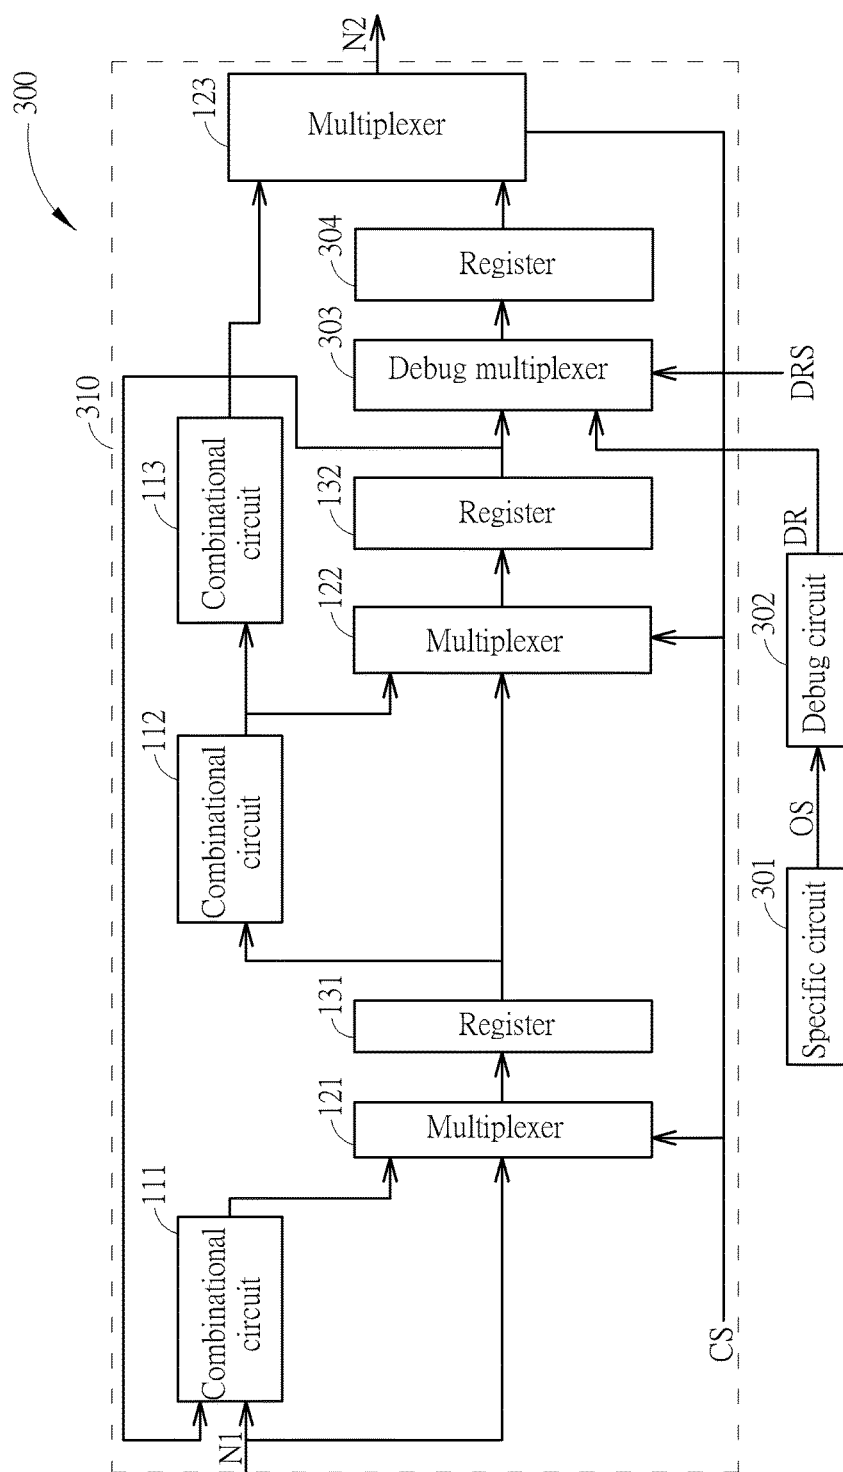 300
310
N1
111
Combinational
circuit
112
Combinational
circuit
113
Combinational
circuit
123
Multiplexer
N2
121
Multiplexer
131
Register
122
Multiplexer
132
Register
303
Debug multiplexer
304
Register
CS
DRS
301
Specific circuit
OS
302
Debug circuit
DR